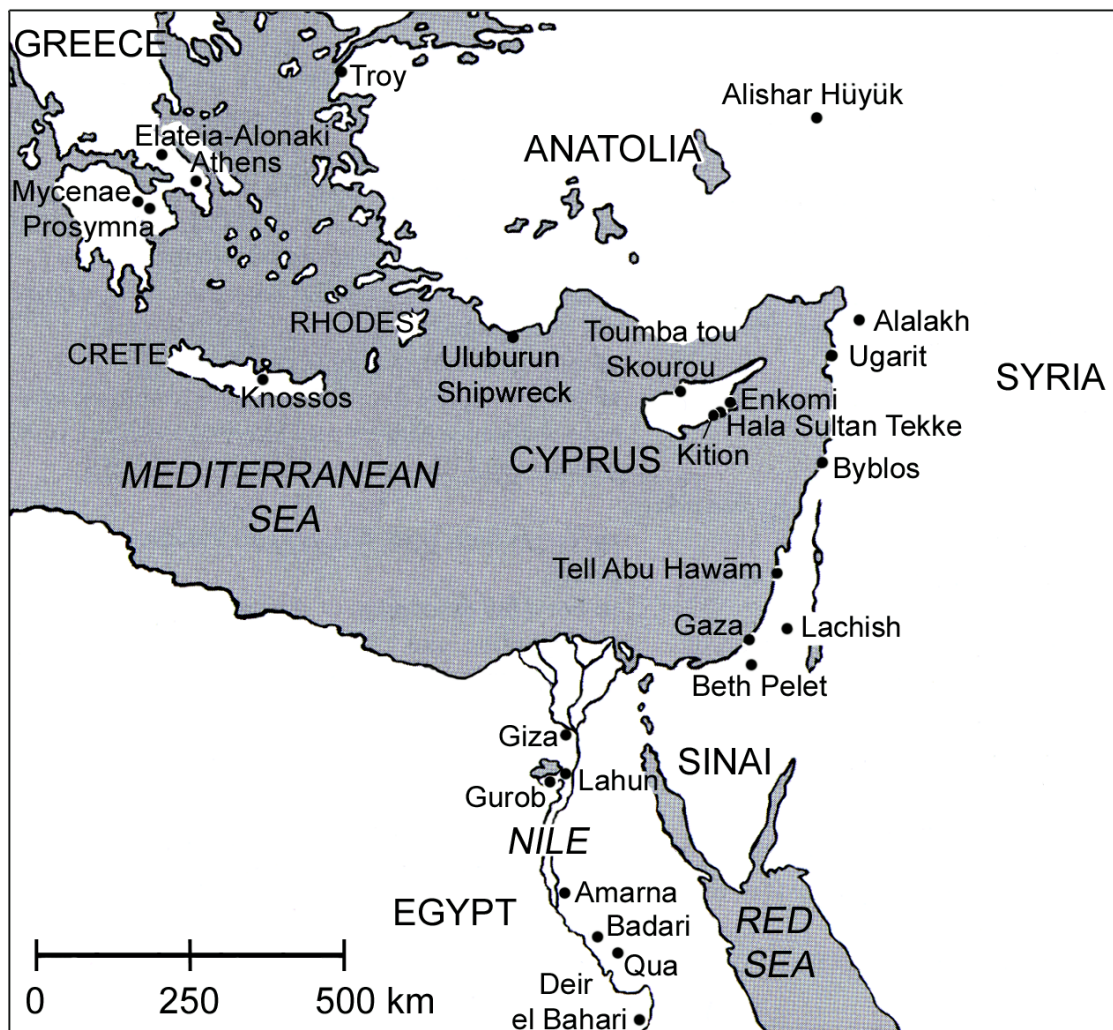 GREECE
Troy
Alishar Hüyük
Elateia-Alonaki
Athens
ANATOLIA
Mycenae
Prosymna
RHODES
CRETE
Knossos
Uluburun
Shipwreck
Toumba tou
Skourou
Alalakh
Ugarit
SYRIA
Enkomi
Hala Sultan Tekke
Kition
CYPRUS
Byblos
MEDITERRANEAN
SEA
Tell Abu Hawām
Gaza
Lachish
Beth Pelet
Giza
SINAI
Lahun
Gurob
NILE
Amarna
EGYPT
Badari
Qua
RED
SEA
Deir
el Bahari
0 250 500 km